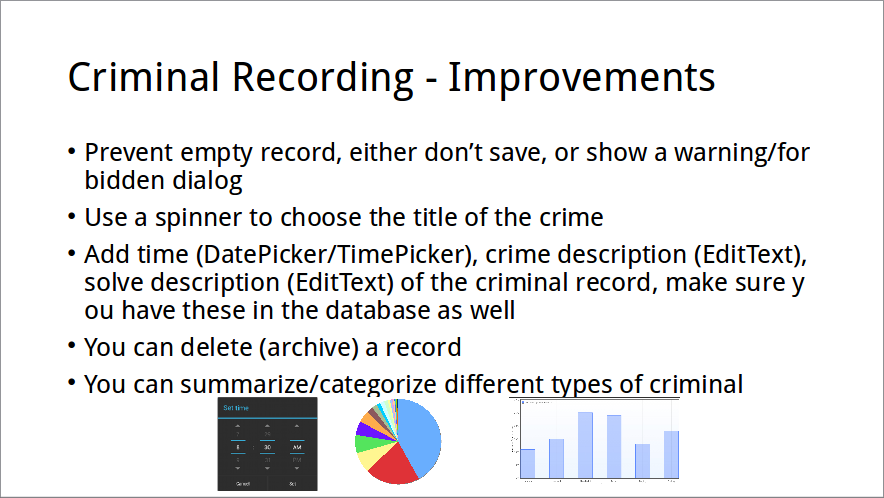 Criminal Recording - Improvements
• Prevent empty record, either don’t save, or show a warning/for
bidden dialog
• Use a spinner to choose the title of the crime
• Add time (DatePicker/TimePicker), crime description (EditText),
solve description (EditText) of the criminal record, make sure y
ou have these in the database as well
• You can delete (archive) a record
• You can summarize/categorize different types of criminal
Set time
8 30 AM
PM
Cancel Set